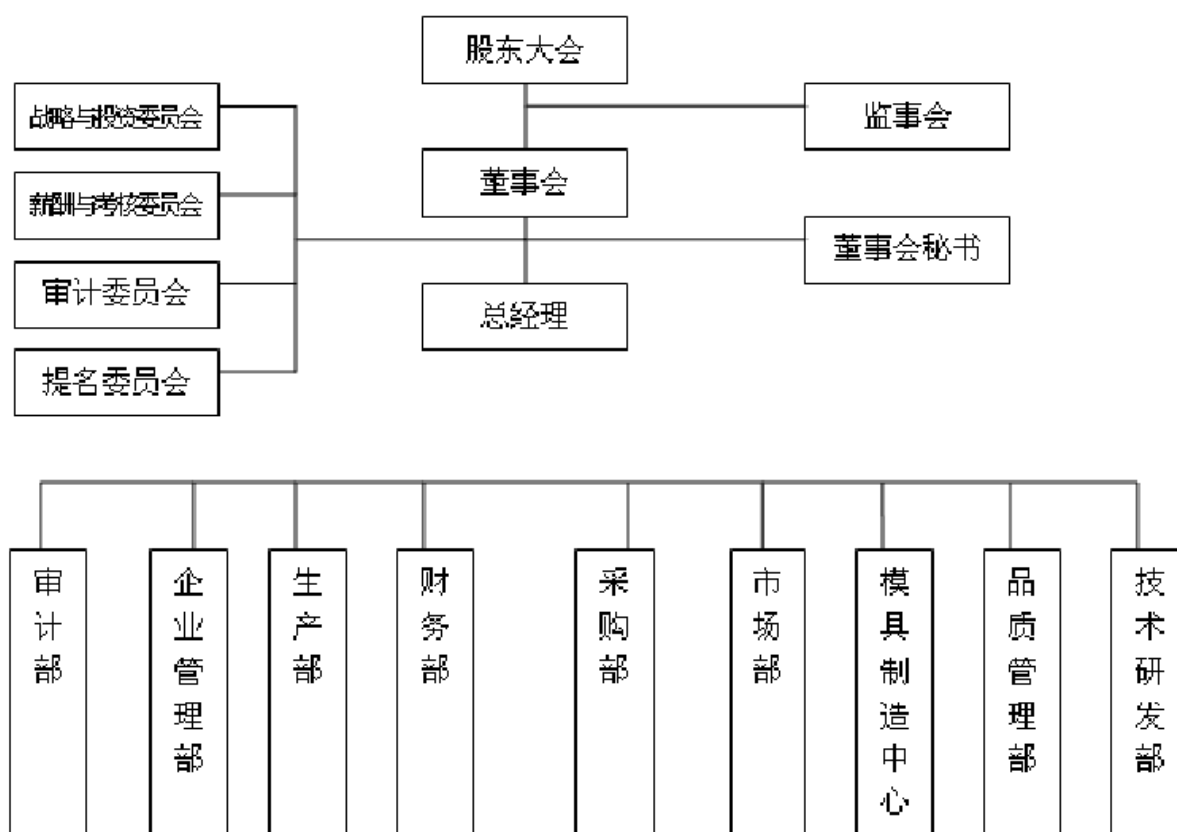 股东大会
战略与投资委员会
监事会
董事会
薪酬与考核委员会
董事会秘书
审计委员会
总经理
提名委员会
审计部
企业管理部
生产部
财务部
采购部
市场部
模具制造中心
品质管理部
技术研发部